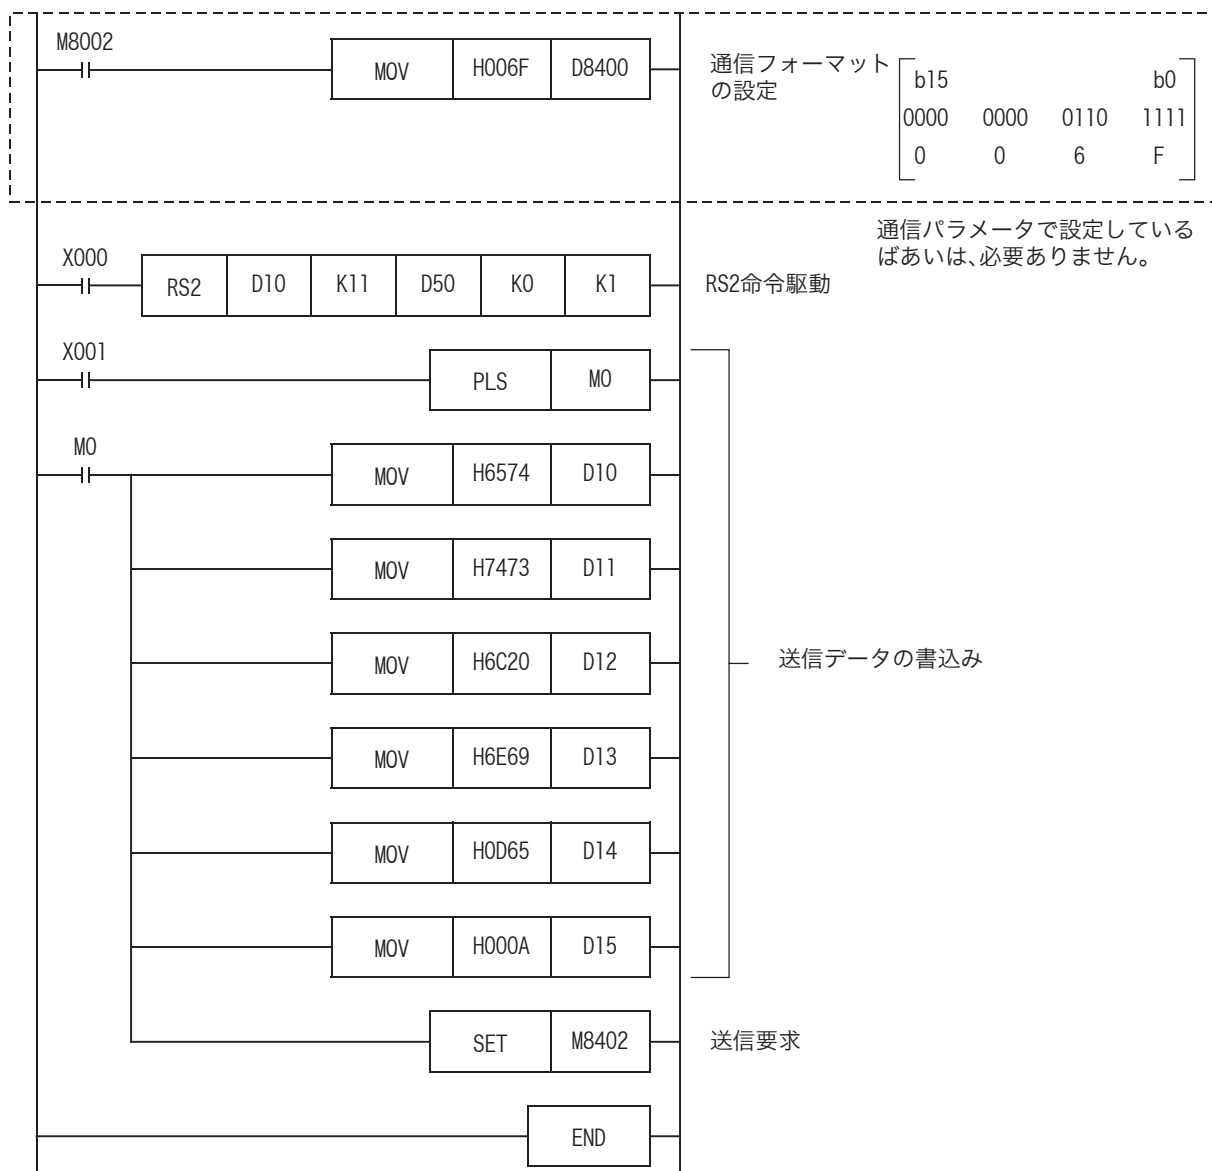 M8002
MOV H006F D8400
通信フォーマット
の設定
b15 b0
0000 0000 0110 1111
0 0 6 F
通信パラメータで設定している
ばあいは、必要ありません。
X000
RS2 D10 K11 D50 K0 K1
RS2命令駆動
X001
PLS M0
M0
MOV H6574 D10
MOV H7473 D11
MOV H6C20 D12
送信データの書込み
MOV H6E69 D13
MOV H0D65 D14
MOV H000A D15
SET M8402
送信要求
END